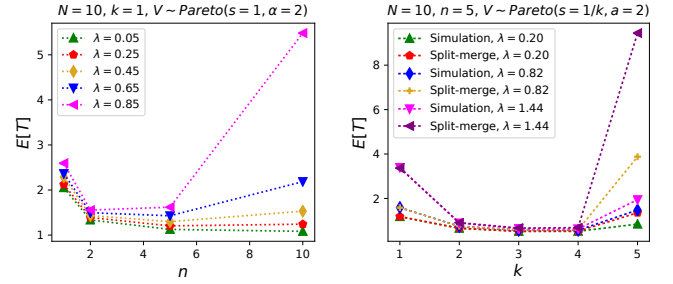 N = 10, k = 1, V ~ Pareto(s = 1, α = 2)
λ = 0.05
λ = 0.25
λ = 0.45
λ = 0.65
λ = 0.85
E[T]
5
4
3
2
1
2
4
6
8
10
n
N = 10, n = 5, V ~ Pareto(s = 1/k, a = 2)
Simulation, λ = 0.20
Split-merge, λ = 0.20
Simulation, λ = 0.82
Split-merge, λ = 0.82
Simulation, λ = 1.44
Split-merge, λ = 1.44
E[T]
8
6
4
2
1
2
3
4
5
k